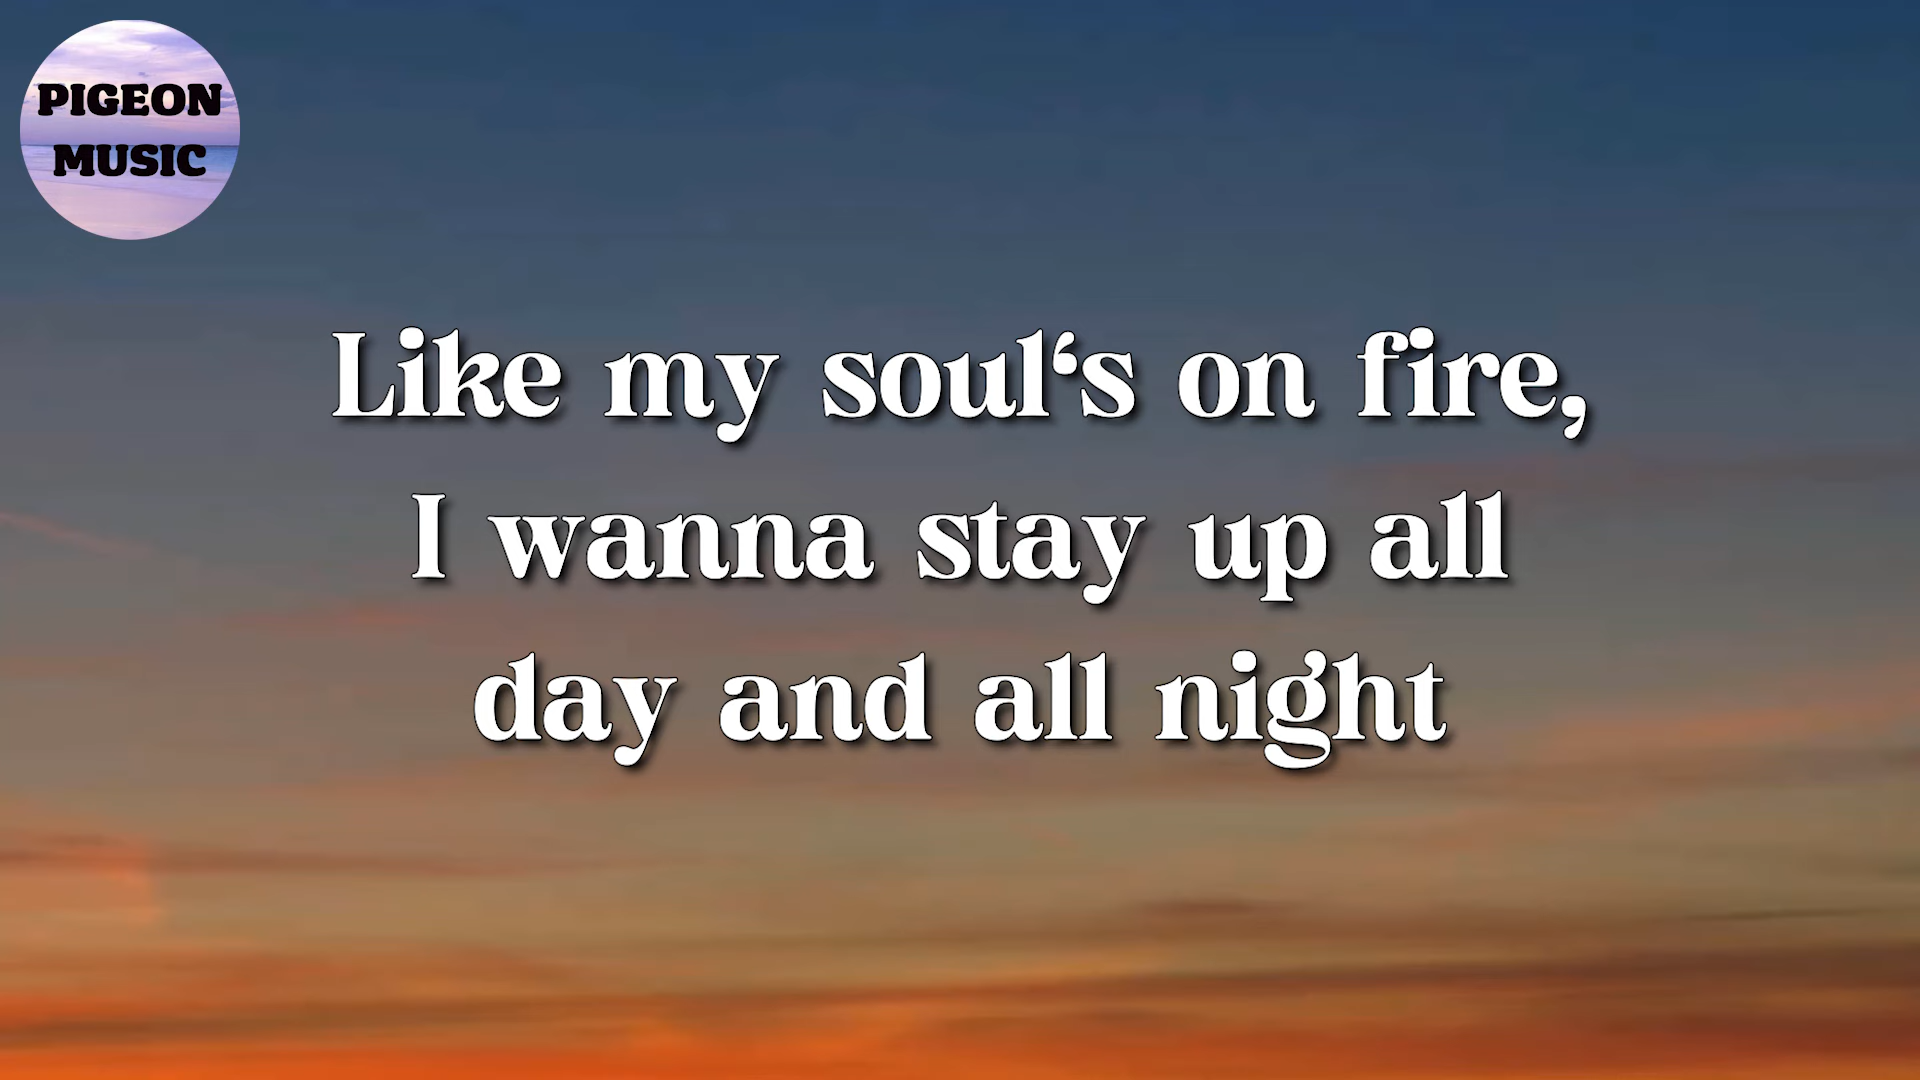 PIGEON
MUSIC
Like my soul‘s on fire,
I wanna stay up all
day and all night